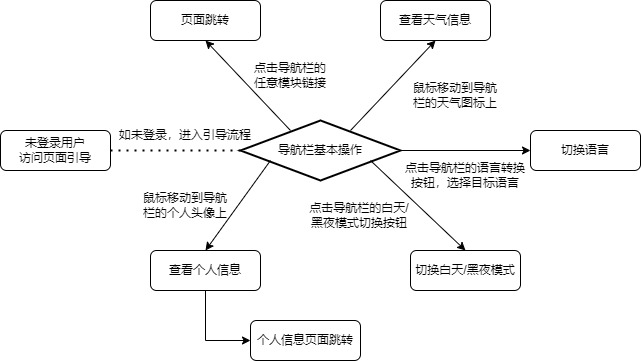 页面跳转
查看天气信息
点击导航栏的
任意模块链接
鼠标移动到导航
栏的天气图标上
未登录用户
访问页面引导
如未登录，进入引导流程
导航栏基本操作
切换语言
点击导航栏的语言转换
按钮，选择目标语言
鼠标移动到导航
栏的个人头像上
点击导航栏的白天/
黑夜模式切换按钮
查看个人信息
切换白天/黑夜模式
个人信息页面跳转